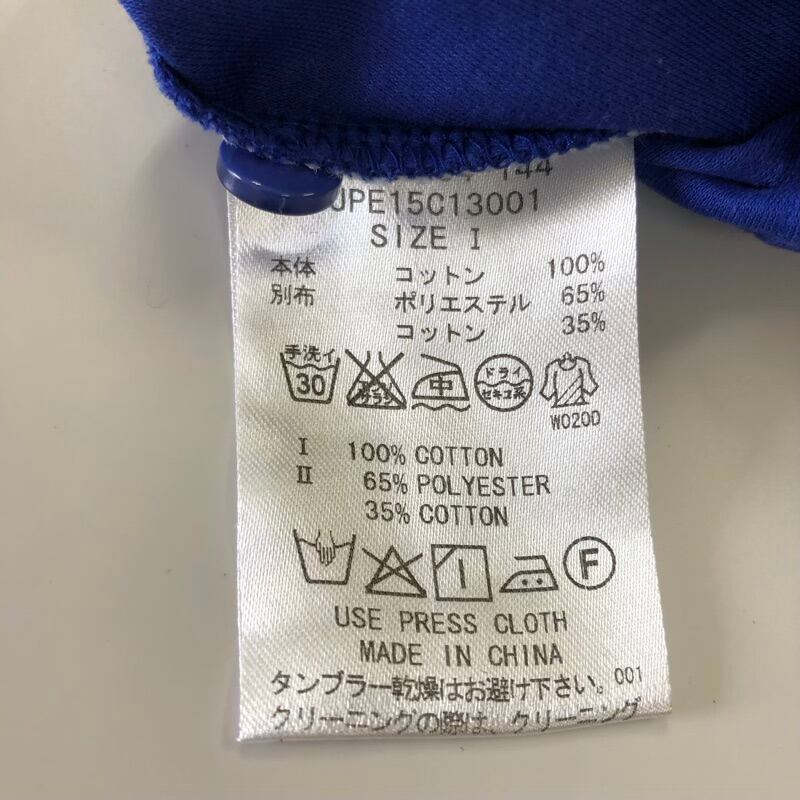 144
JPE15C13001
SIZE I
本体 コットン 100%
別布 ポリエステル 65%
コットン 35%
手洗イ
30
エンソサラシ
中
ドライ
セキユ系
WO20D
I 100% COTTON
II 65% POLYESTER
35% COTTON
F
USE PRESS CLOTH
MADE IN CHINA
タンブラー乾燥はお避け下さい。001
クリーニングの際は、クリーニング